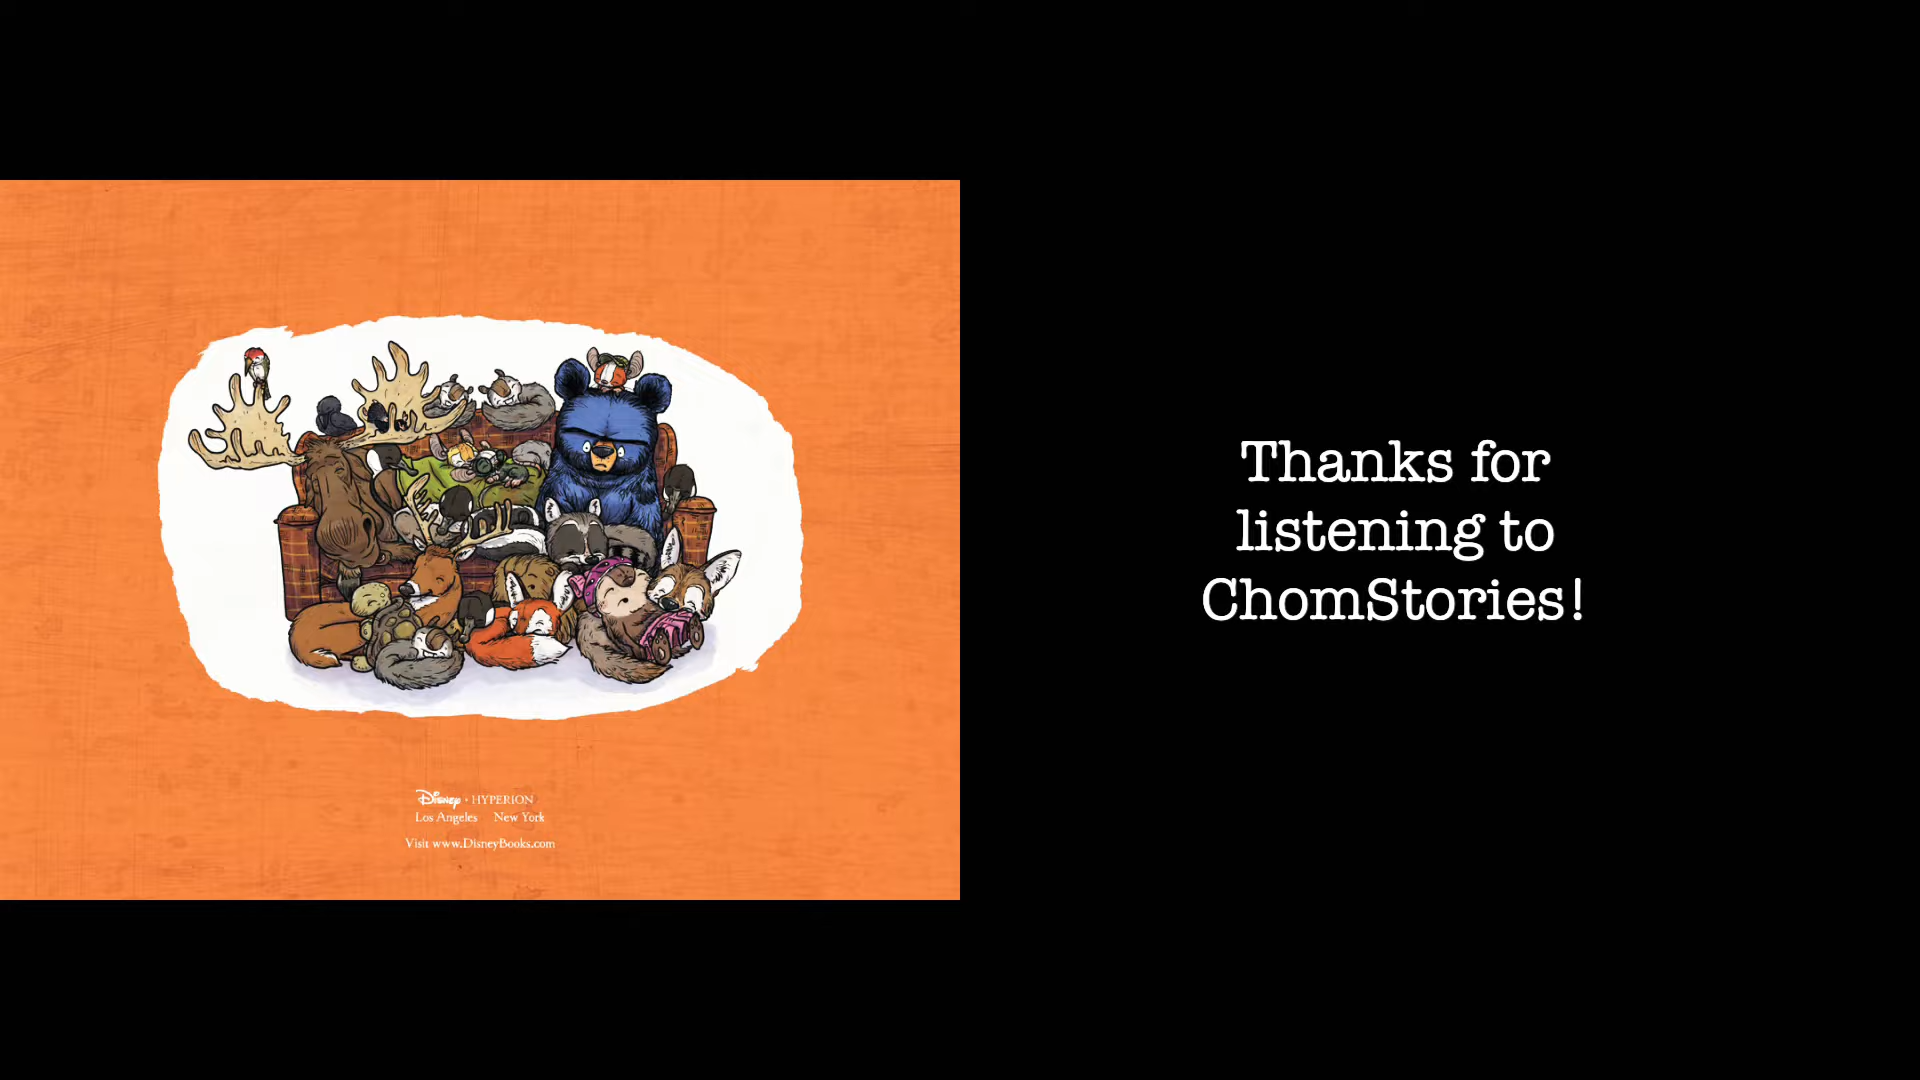 Disney • HYPERION
Los Angeles New York
Visit www.DisneyBooks.com
Thanks for
listening to
ChomStories!